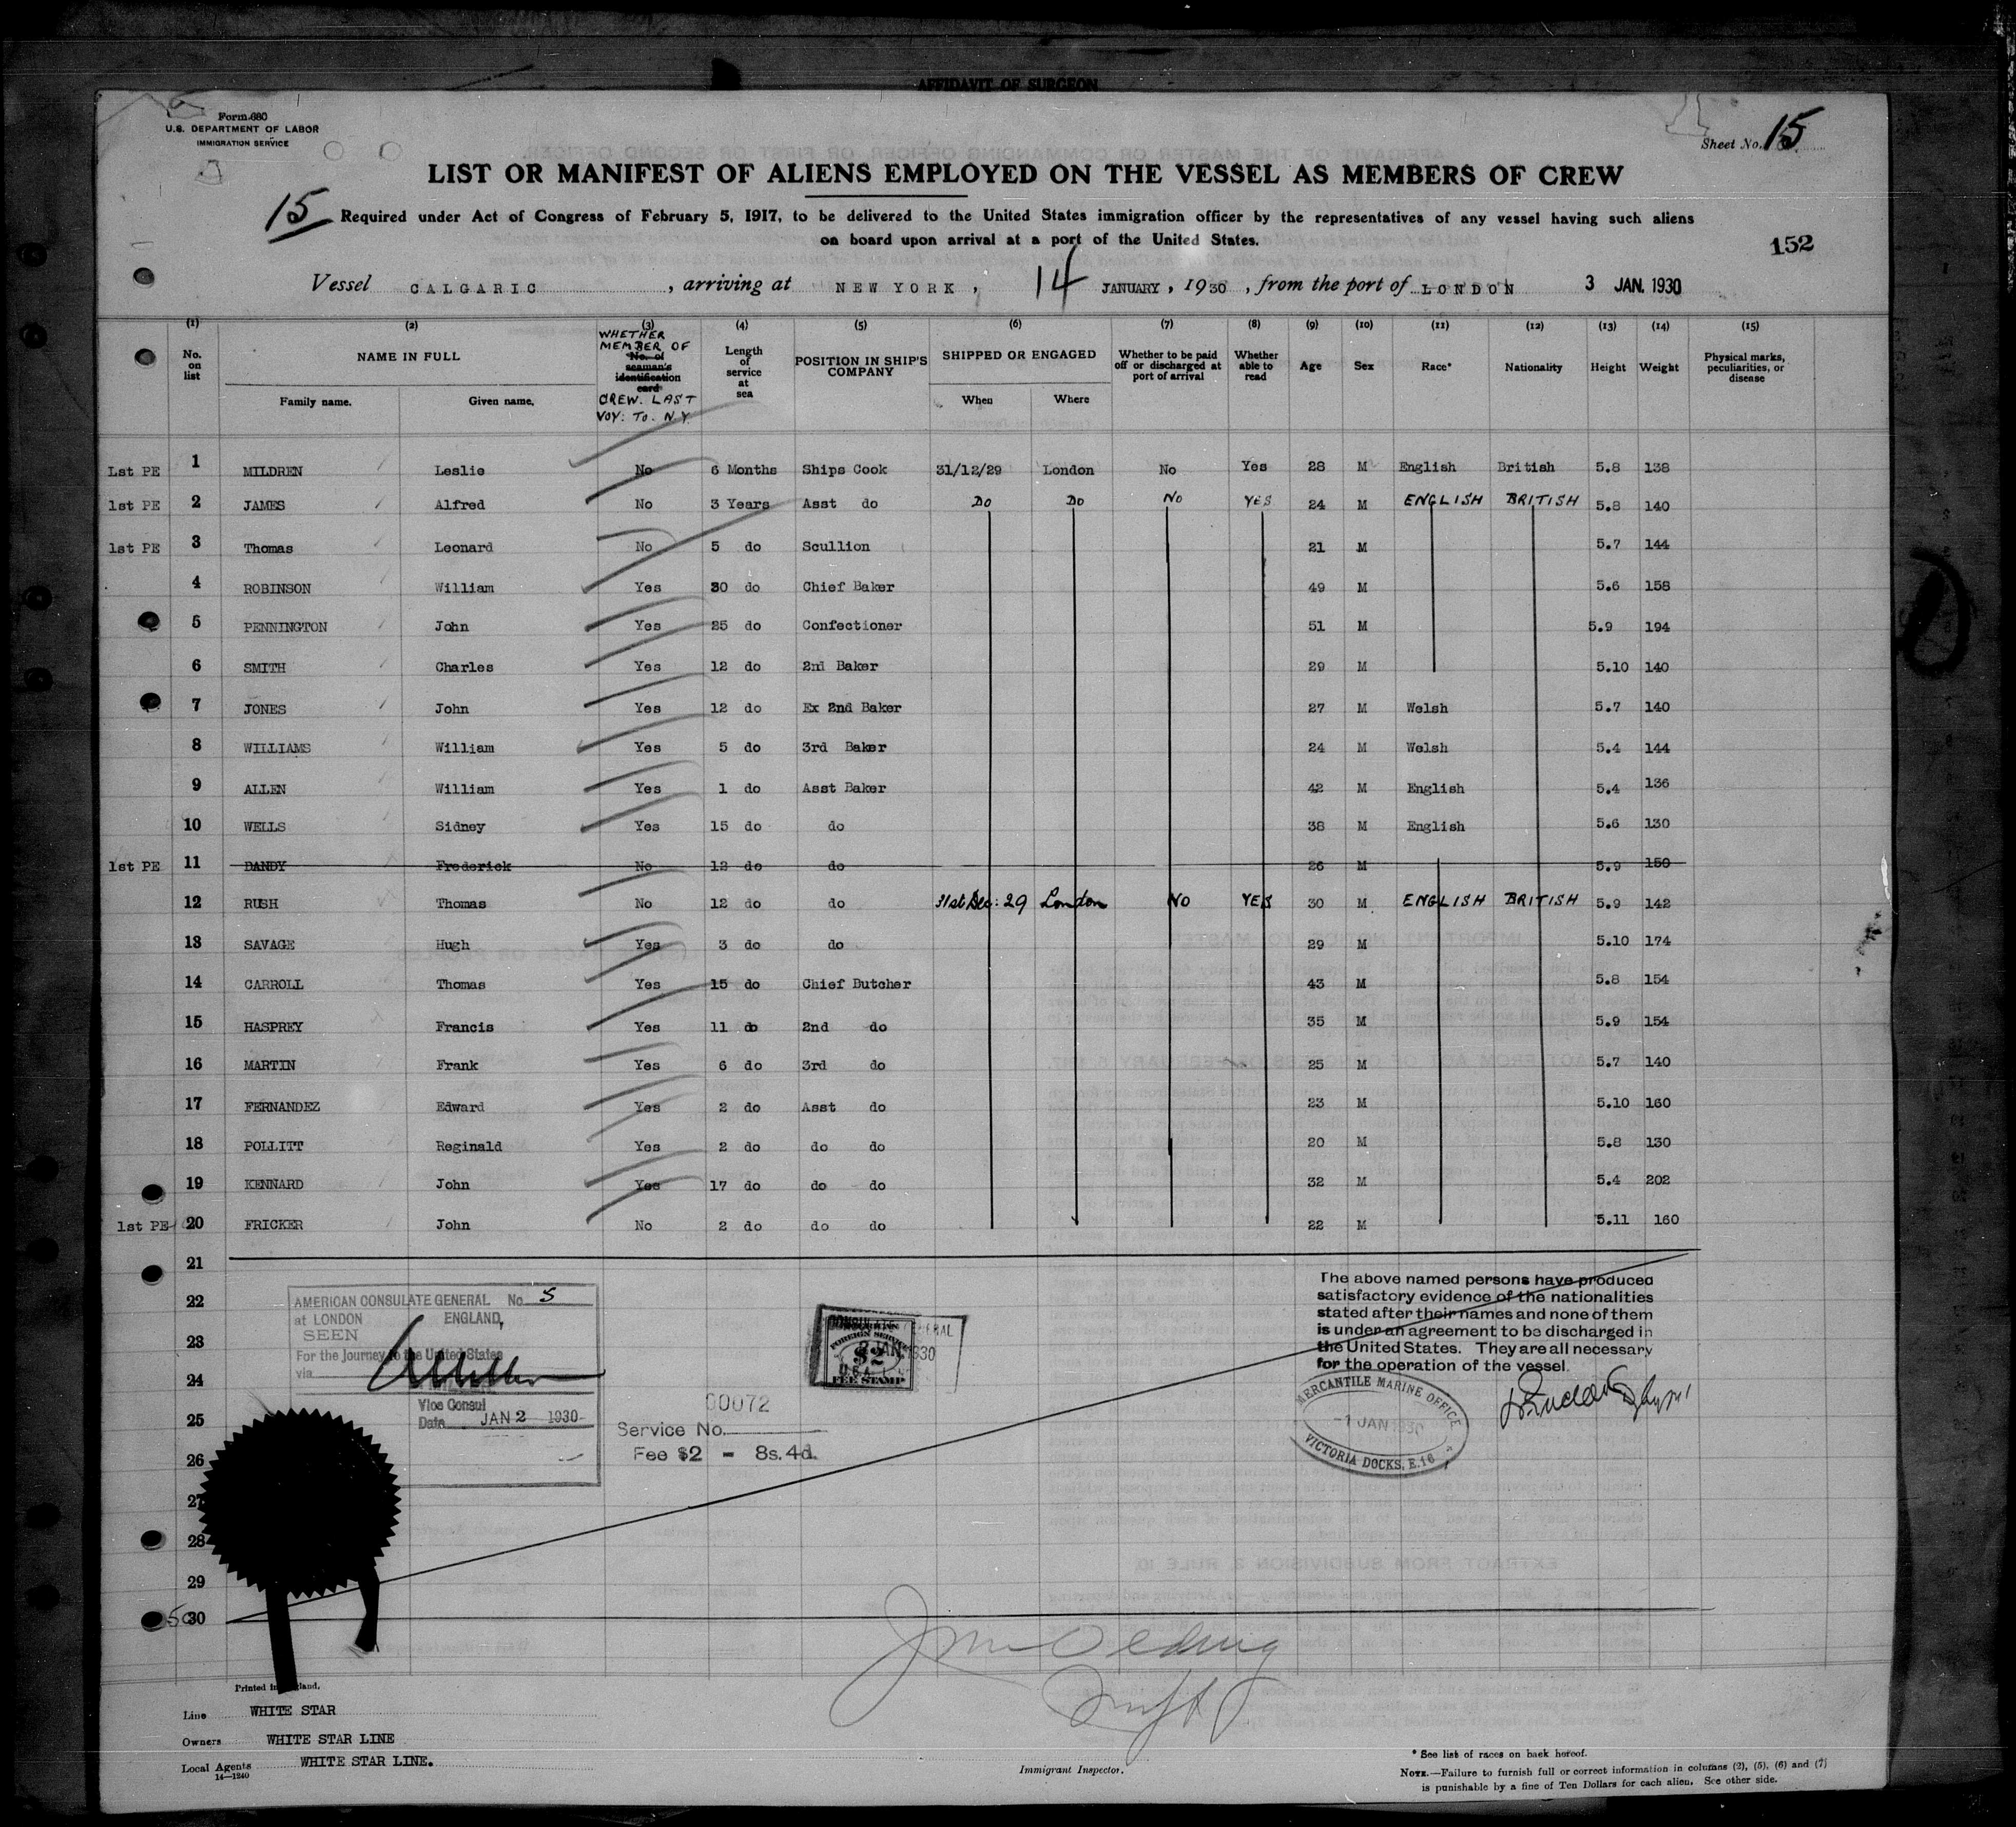 AFFIDAVIT OF SURGEON
Form 680
U.S. DEPARTMENT OF LABOR
IMMIGRATION SERVICE
Sheet No. 15
LIST OR MANIFEST OF ALIENS EMPLOYED ON THE VESSEL AS MEMBERS OF CREW
15 Required under Act of Congress of February 5, 1917, to be delivered to the United States immigration officer by the representatives of any vessel having such aliens
on board upon arrival at a port of the United States.
152
Vessel CALGARIC, arriving at NEW YORK, 14 JANUARY, 1930, from the port of LONDON 3 JAN. 1930
(1) (2) (3) (4) (5) (6) (7) (8) (9) (10) (11) (12) (13) (14) (15)
No. on list
NAME IN FULL
Family name. Given name.
WHETHER MEMBER OF No. of seaman's identification card CREW. LAST VOY: TO. N.Y.
Length of service at sea
POSITION IN SHIP'S COMPANY
SHIPPED OR ENGAGED
When Where
Whether to be paid off or discharged at port of arrival
Whether able to read
Age Sex Race* Nationality Height Weight
Physical marks, peculiarities, or disease
1st PE 1 MILDREN Leslie No 6 Months Ships Cook 31/12/29 London No Yes 28 M English British 5.8 138
1st PE 2 JAMES Alfred No 3 Years Asst do DO DO NO YES 24 M ENGLISH BRITISH 5.8 140
1st PE 3 Thomas Leonard No 5 do Scullion 21 M 5.7 144
4 ROBINSON William Yes 30 do Chief Baker 49 M 5.6 158
5 PENNINGTON John Yes 25 do Confectioner 51 M 5.9 194
6 SMITH Charles Yes 12 do 2nd Baker 29 M 5.10 140
7 JONES John Yes 12 do Ex 2nd Baker 27 M Welsh 5.7 140
8 WILLIAMS William Yes 5 do 3rd Baker 24 M Welsh 5.4 144
9 ALLEN William Yes 1 do Asst Baker 42 M English 5.4 136
10 WELLS Sidney Yes 15 do do 38 M English 5.6 130
1st PE 11 DANDY Frederick No 12 do do 26 M 5.9 150
12 RUSH Thomas No 12 do do 31st Dec: 29 London NO YES 30 M ENGLISH BRITISH 5.9 142
13 SAVAGE Hugh Yes 3 do do 29 M 5.10 174
14 CARROLL Thomas Yes 15 do Chief Butcher 43 M 5.8 154
15 HASPREY Francis Yes 11 do 2nd do 35 M 5.9 154
16 MARTIN Frank Yes 6 do 3rd do 25 M 5.7 140
17 FERNANDEZ Edward Yes 2 do Asst do 23 M 5.10 160
18 POLLITT Reginald Yes 2 do do do 20 M 5.8 130
19 KENNARD John Yes 17 do do do 32 M 5.4 202
1st PE 20 FRICKER John No 2 do do do 22 M 5.11 160
21
22
23
24
25
26
27
28
29
30
AMERICAN CONSULATE GENERAL No. 5
at LONDON ENGLAND,
SEEN
For the Journey to the United States
via
Vice Consul
Date JAN 2 1930
00072
Service No.
Fee $2 - 8s. 4d.
FOREIGN SERVICE
$2
FEE STAMP
The above named persons have produced
satisfactory evidence of the nationalities
stated after their names and none of them
is under an agreement to be discharged in
the United States. They are all necessary
for the operation of the vessel
MERCANTILE MARINE OFFICE
-1 JAN 1930
VICTORIA DOCKS, E.16
Printed in England.
Line WHITE STAR
Owners WHITE STAR LINE
Local Agents WHITE STAR LINE.
14—1240
Immigrant Inspector.
* See list of races on back hereof.
NOTE.—Failure to furnish full or correct information in columns (2), (5), (6) and (7)
is punishable by a fine of Ten Dollars for each alien. See other side.